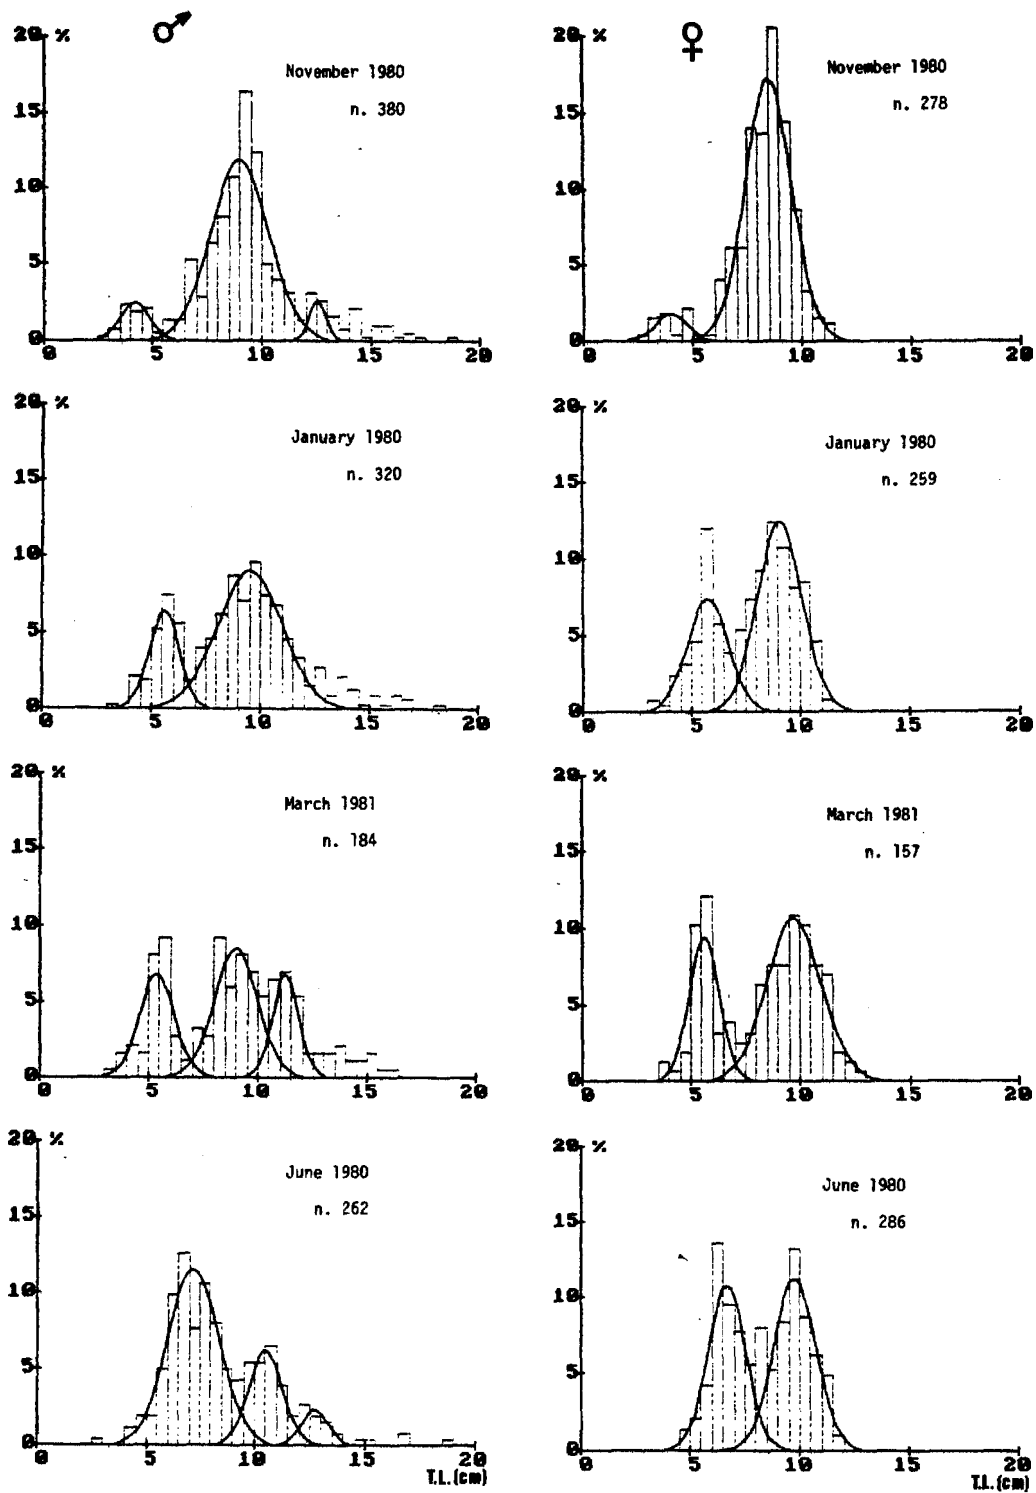 ♂
20 %
November 1980
n. 380
15
10
5
0
0 5 10 15 20
♀
20 %
November 1980
n. 278
15
10
5
0
0 5 10 15 20
20 %
January 1980
n. 320
15
10
5
0
0 5 10 15 20
20 %
January 1980
n. 259
15
10
5
0
0 5 10 15 20
20 %
March 1981
n. 184
15
10
5
0
0 5 10 15 20
20 %
March 1981
n. 157
15
10
5
0
0 5 10 15 20
20 %
June 1980
n. 262
15
10
5
0
0 5 10 15 20
T.L.(cm)
20 %
June 1980
n. 286
15
10
5
0
0 5 10 15 20
T.L.(cm)